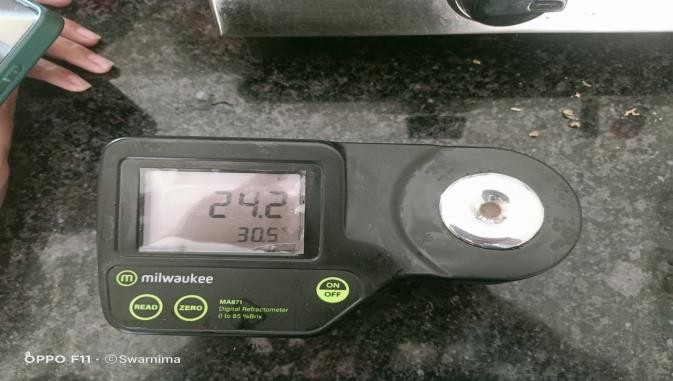 24.2
30.5
milwaukee
ON
OFF
READ
ZERO
MA871
Digital Refractometer
0 to 85 %Brix
OPPO F11 · ©Swarnima